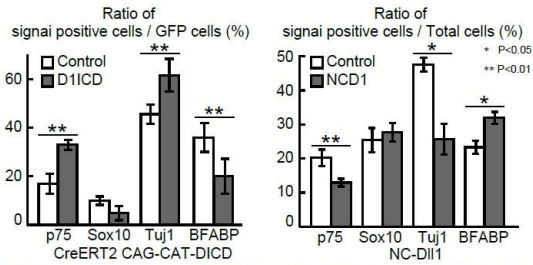 Ratio of
signai positive cells / GFP cells (%)
Control
D1ICD
**
**
**
60
40
20
0
p75 Sox10 Tuj1 BFABP
CreERT2 CAG-CAT-DICD
Ratio of
signai positive cells / Total cells (%)
Control
NCD1
* P<0.05
** P<0.01
*
*
**
50
40
30
20
10
0
p75 Sox10 Tuj1 BFABP
NC-Dll1